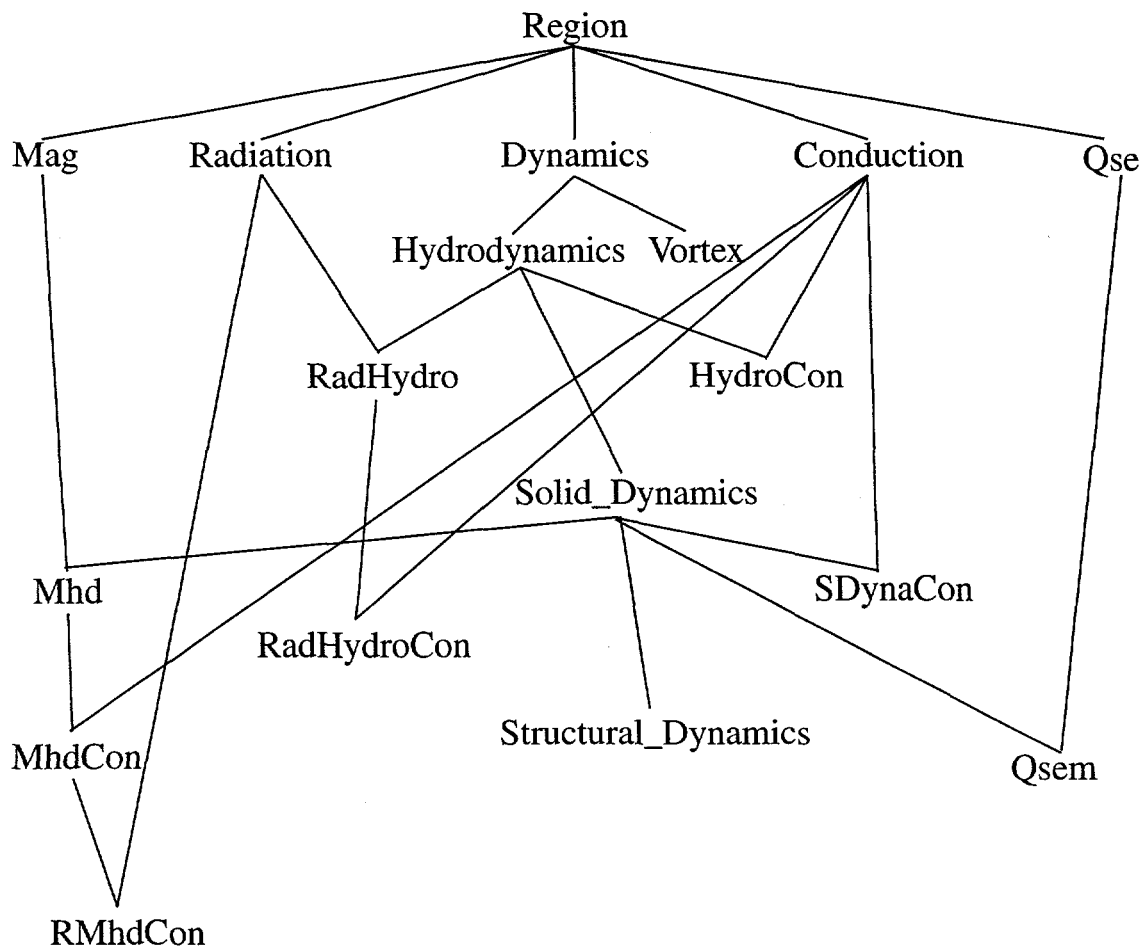 Region
Mag Radiation Dynamics Conduction Qse
Hydrodynamics Vortex
RadHydro HydroCon
Solid_Dynamics
Mhd SDynaCon
RadHydroCon
Structural_Dynamics
MhdCon Qsem
RMhdCon